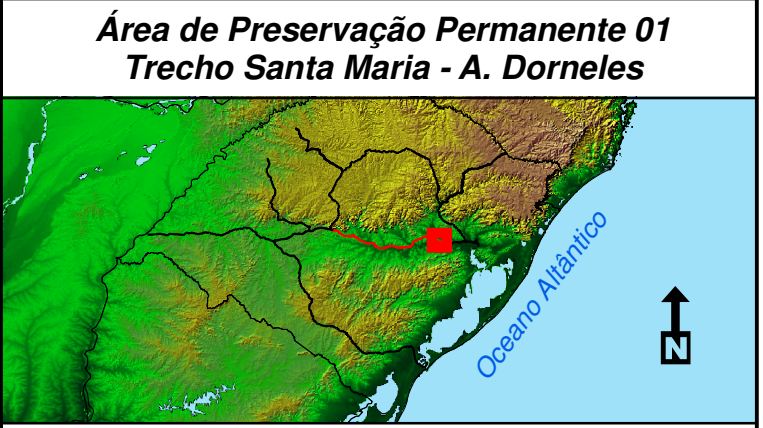 Área de Preservação Permanente 01
Trecho Santa Maria - A. Dorneles
Oceano Altântico
N